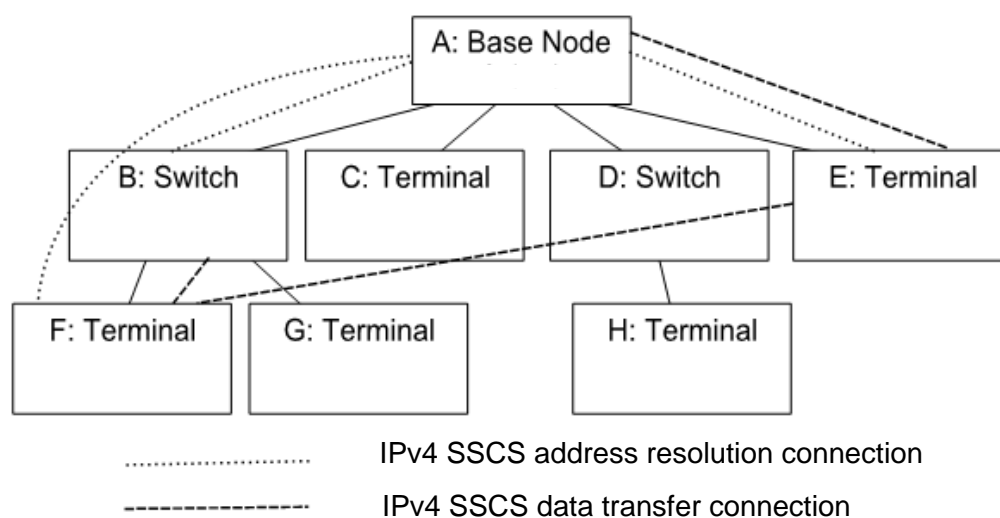 A: Base Node
B: Switch
C: Terminal
D: Switch
E: Terminal
F: Terminal
G: Terminal
H: Terminal
IPv4 SSCS address resolution connection
IPv4 SSCS data transfer connection